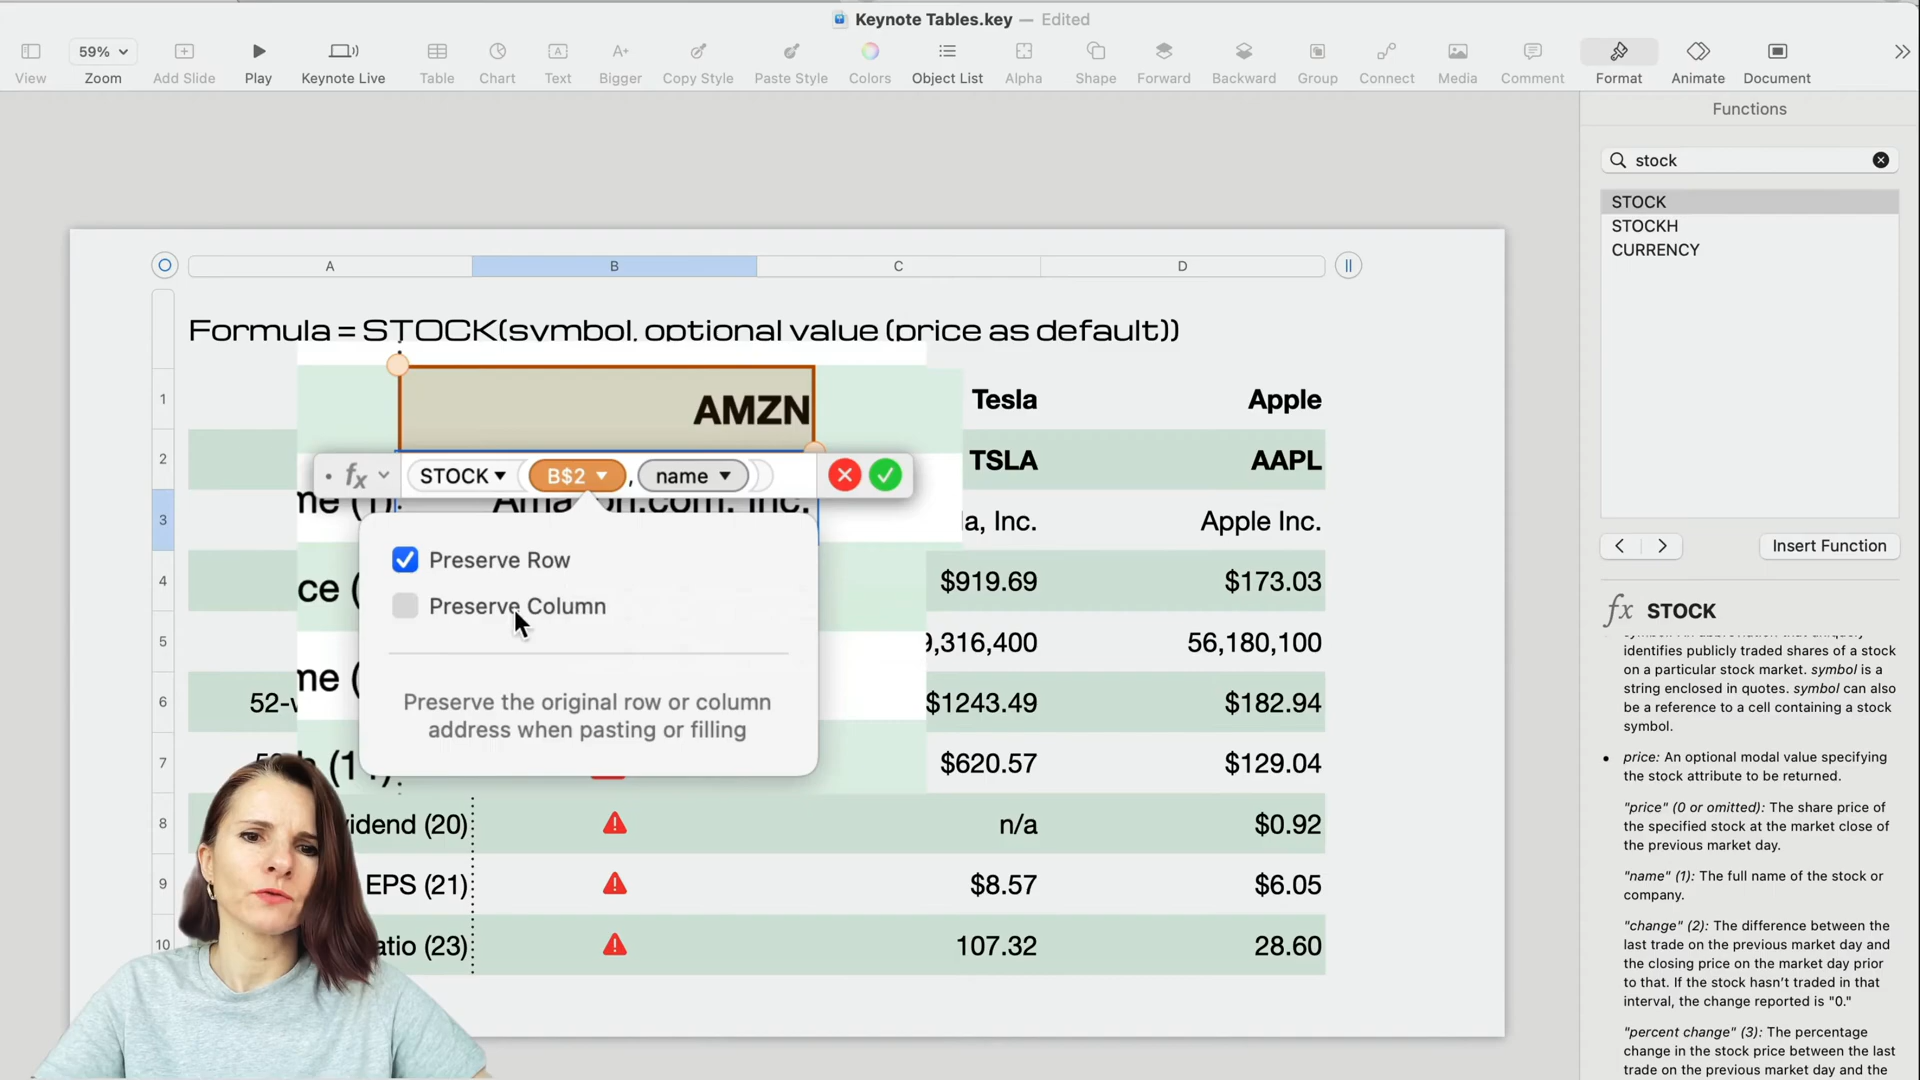 Keynote Tables.key — Edited
59%
View
Zoom
Add Slide
Play
Keynote Live
Table
Chart
Text
Bigger
Copy Style
Paste Style
Colors
Object List
Alpha
Shape
Forward
Backward
Group
Connect
Media
Comment
Format
Animate
Document
Functions
stock
STOCK
STOCKH
CURRENCY
Insert Function
fx STOCK
identifies publicly traded shares of a stock
on a particular stock market. symbol is a
string enclosed in quotes. symbol can also
be a reference to a cell containing a stock
symbol.
• price: An optional modal value specifying
the stock attribute to be returned.
"price" (0 or omitted): The share price of
the specified stock at the market close of
the previous market day.
"name" (1): The full name of the stock or
company.
"change" (2): The difference between the
last trade on the previous market day and
the closing price on the market day prior
to that. If the stock hasn't traded in that
interval, the change reported is "0."
"percent change" (3): The percentage
change in the stock price between the last
trade on the previous market day and the
A B C D
Formula = STOCK(symbol, optional value (price as default))
1 Tesla Apple
AMZN
2 TSLA AAPL
fx STOCK B$2 , name
3 Amazon.com, Inc. la, Inc. Apple Inc.
Preserve Row
Preserve Column
Preserve the original row or column
address when pasting or filling
4 ce ( $919.69 $173.03
5 9,316,400 56,180,100
me (
6 52- $1243.49 $182.94
7 $620.57 $129.04
8 vidend (20) n/a $0.92
9 EPS (21) $8.57 $6.05
10 atio (23) 107.32 28.60